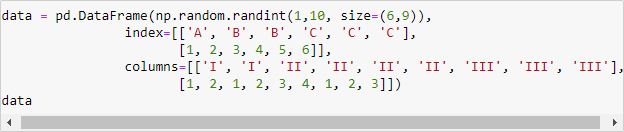 data = pd.DataFrame(np.random.randint(1,10, size=(6,9)),
                index=[['A', 'B', 'B', 'C', 'C', 'C'],
                       [1, 2, 3, 4, 5, 6]],
                columns=[['I', 'I', 'II', 'II', 'II', 'II', 'III', 'III', 'III'],
                       [1, 2, 1, 2, 3, 4, 1, 2, 3]])
data